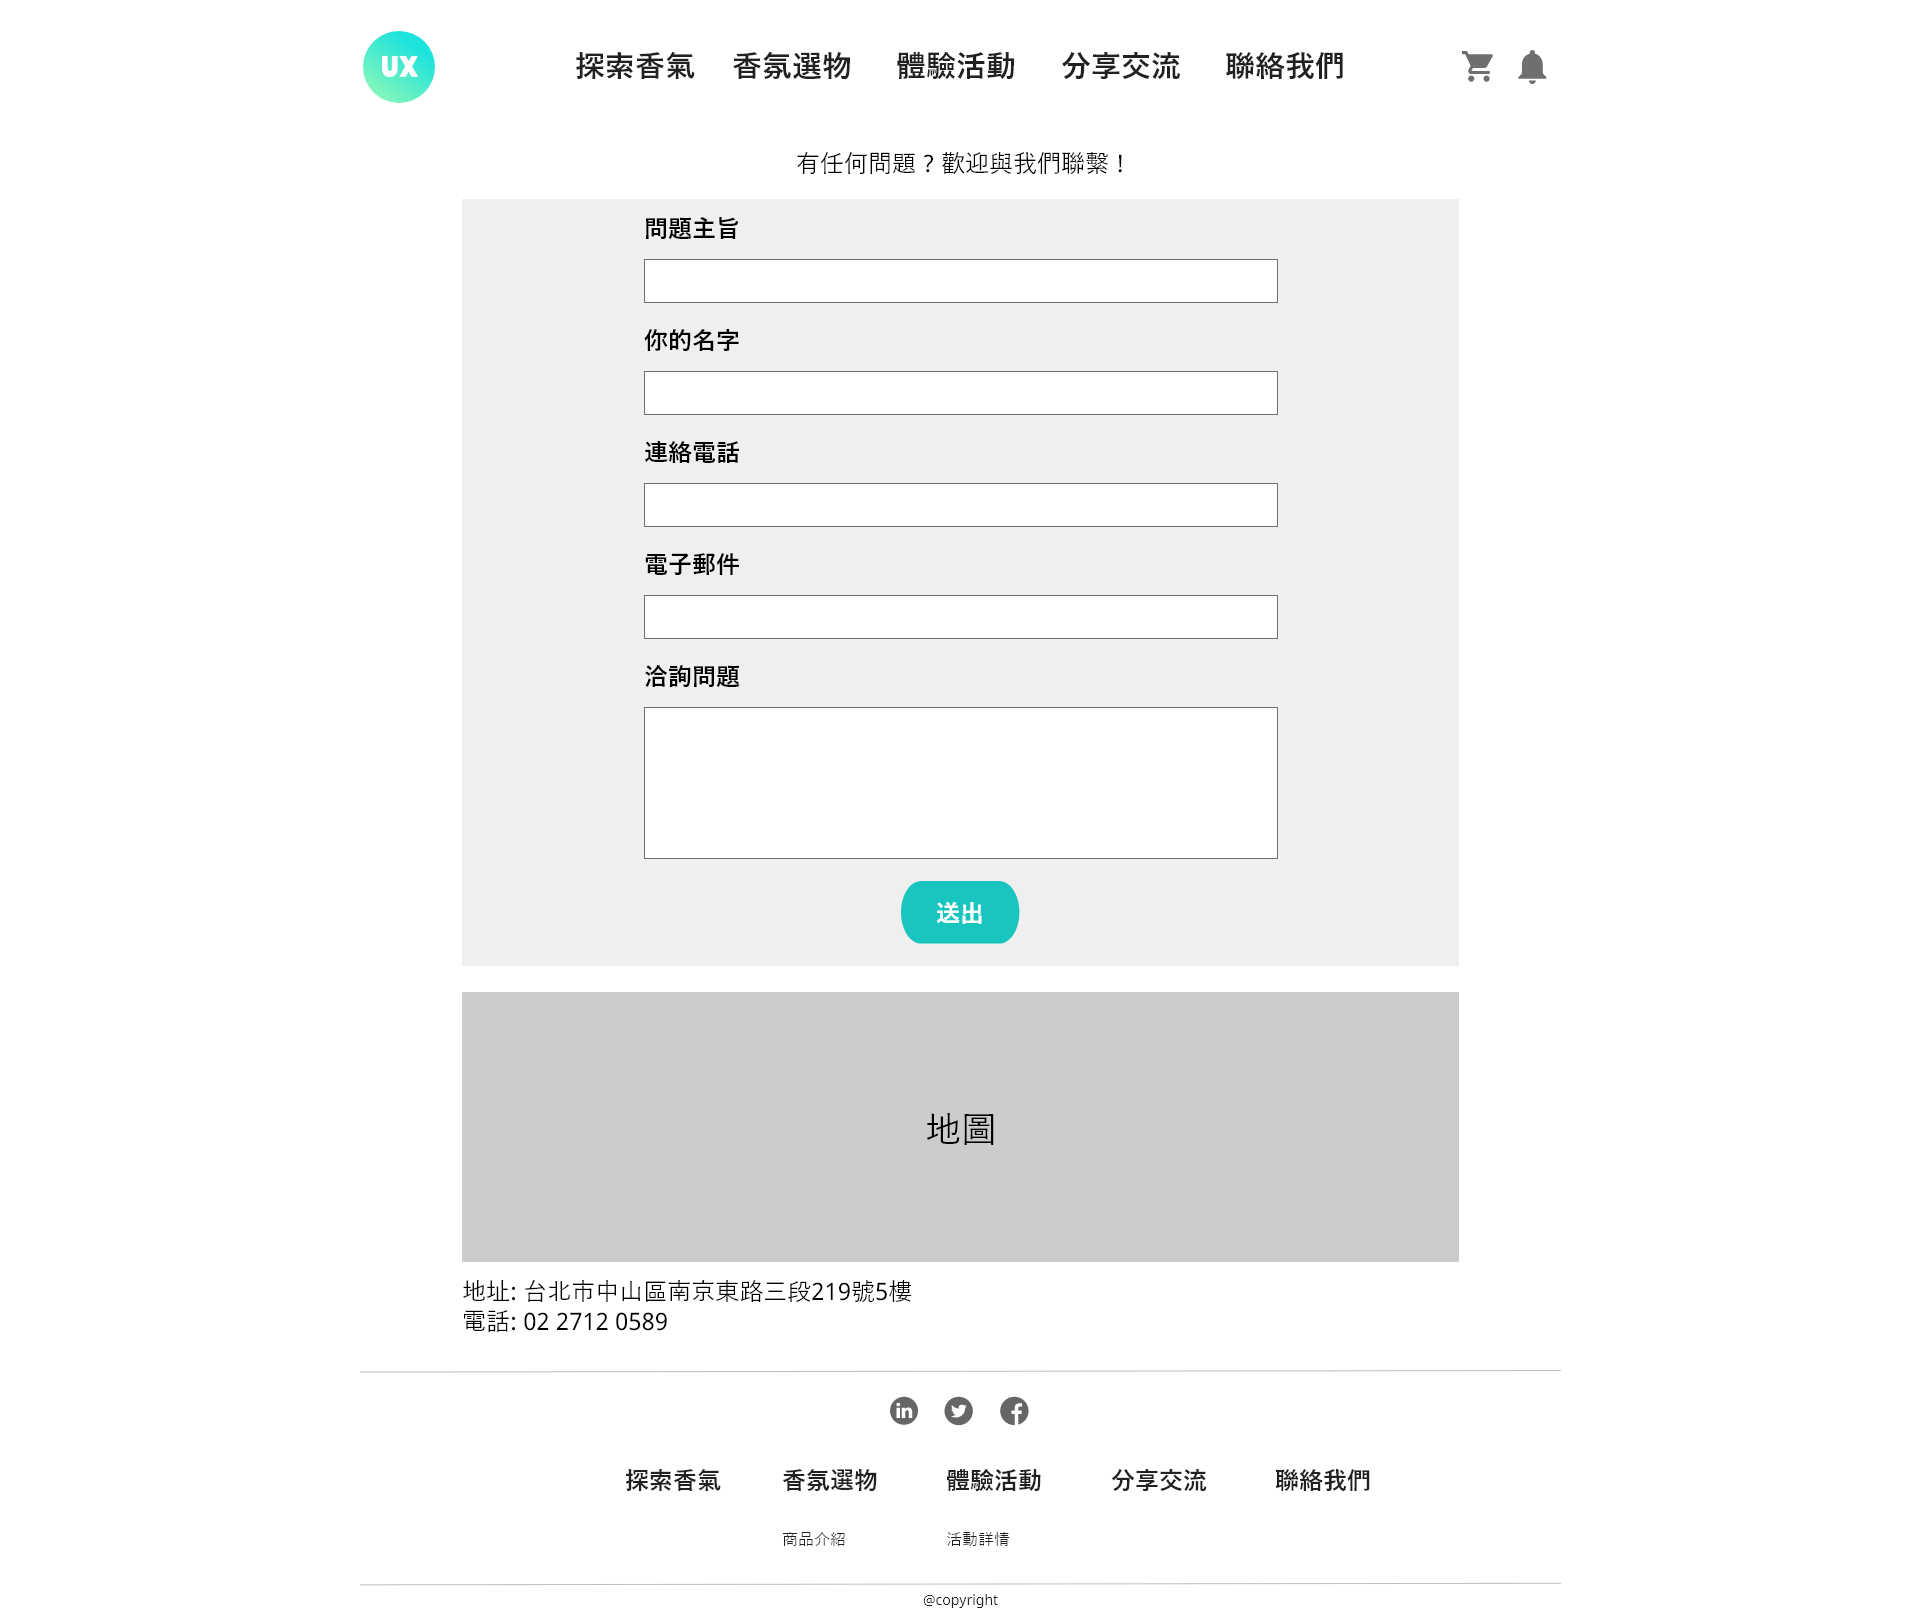 UX
探索香氣 香氛選物 體驗活動 分享交流 聯絡我們
有任何問題？歡迎與我們聯繫！
問題主旨
你的名字
連絡電話
電子郵件
洽詢問題
送出
地圖
地址: 台北市中山區南京東路三段219號5樓
電話: 02 2712 0589
探索香氣 香氛選物 體驗活動 分享交流 聯絡我們
商品介紹 活動詳情
@copyright